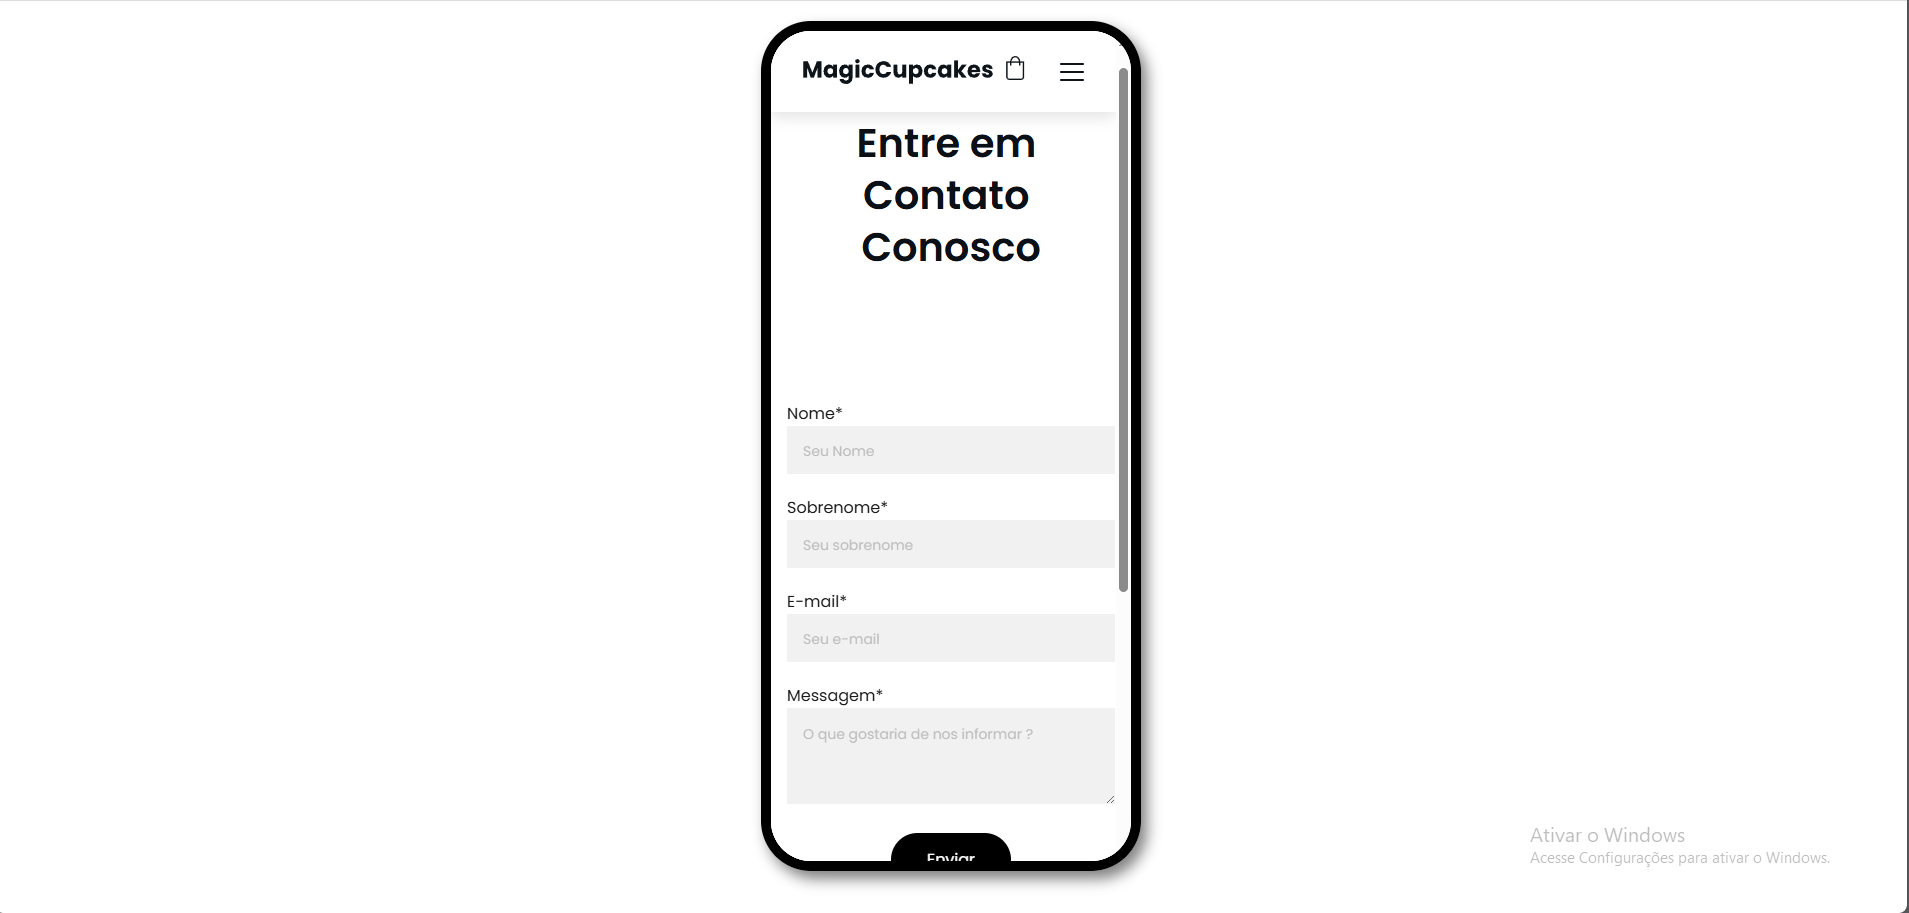 MagicCupcakes
Entre em
Contato
Conosco
Nome*
Seu Nome
Sobrenome*
Seu sobrenome
E-mail*
Seu e-mail
Messagem*
O que gostaria de nos informar ?
Enviar
Ativar o Windows
Acesse Configurações para ativar o Windows.